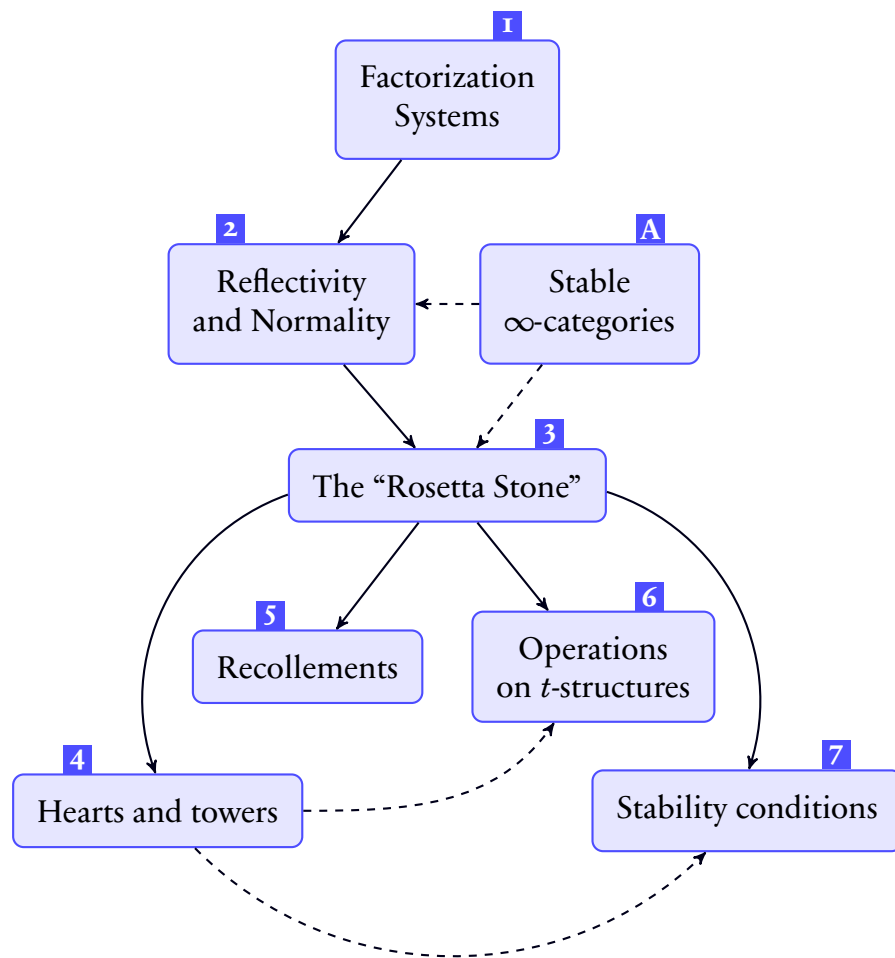 1
Factorization
Systems
2
Reflectivity
and Normality
A
Stable
∞-categories
3
The “Rosetta Stone”
5
Recollements
6
Operations
on t-structures
4
Hearts and towers
7
Stability conditions